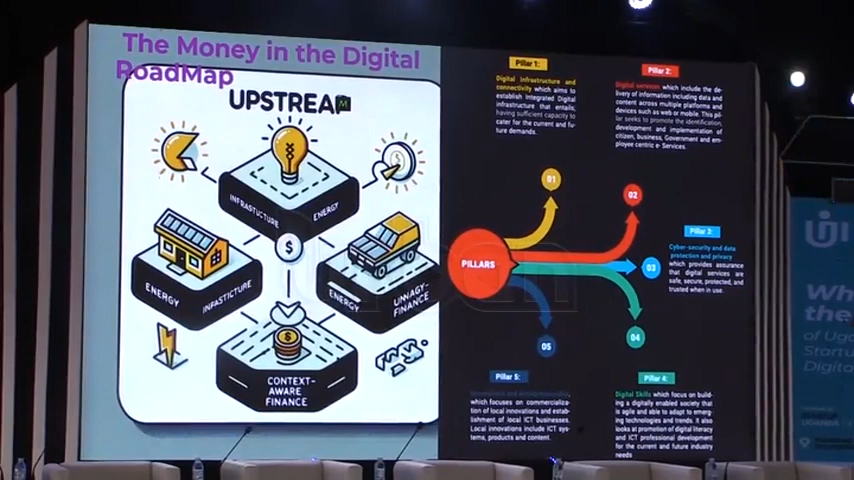 The Money in the Digital
RoadMap
UPSTREAP
M
INFRASTUCTURE
ENERGY
$
ENERGY
INFASTICTURE
ENERGY
UNNAGY-
FINANCE
$
CONTEXT-
AWARE
FINANCE
Pillar 1:
Digital Infrastructure and
connectivity which aims to
establish Integrated Digital
infrastructure that entails,
having sufficient capacity to
cater for the current and fu-
ture demands.
Pillar 2:
Digital services which include the de-
livery of information including data and
content across multiple platforms and
devices such as web or mobile. This pil-
lar seeks to promote the identification,
development and implementation of
citizen, business, Government and em-
ployee centric e- Services.
01
02
PILLARS
03
Pillar 3:
Cyber-security and data
protection and privacy
which provides assurance
that digital services are
safe, secure, protected, and
trusted when in use.
05
04
Pillar 5:
which focuses on commercializa-
tion of local innovations and estab-
lishment of local ICT businesses.
Local innovations include ICT sys-
tems, products and content.
Pillar 4:
Digital Skills which focus on build-
ing a digitally enabled society that
is agile and able to adapt to emerg-
ing technologies and trends. It also
looks at promotion of digital literacy
and ICT professional development
for the current and future industry
needs
the
of Uga
Startu
Digita